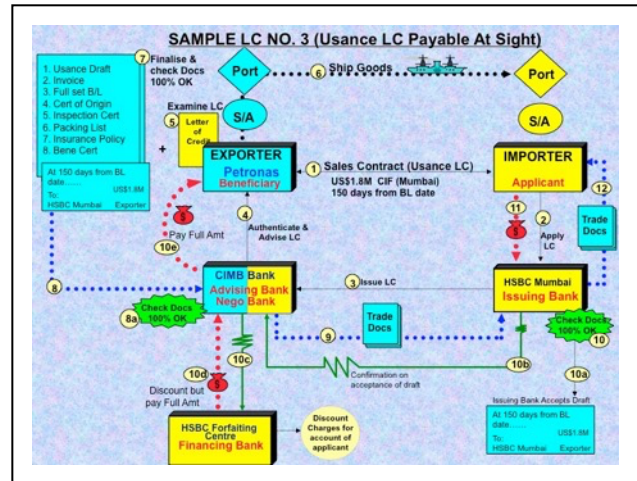 SAMPLE LC NO. 3 (Usance LC Payable At Sight)
1. Usance Draft
2. Invoice
3. Full set B/L
4. Cert of Origin
5. Inspection Cert
6. Packing List
7. Insurance Policy
8. Bene Cert
At 150 days from BL
date.....
US$1.8M
To:
HSBC Mumbai Exporter
7
Finalise &
check Docs
100% OK
Port
6 Ship Goods
Port
S/A
S/A
Examine LC
5
Letter
of
Credit
+
EXPORTER
Petronas
Beneficiary
1 Sales Contract (Usance LC)
US$1.8M CIF (Mumbai)
150 days from BL date
IMPORTER
Applicant
12
11
2
Apply
LC
Trade
Docs
$
$
Pay Full Amt
10e
4
Authenticate &
Advise LC
8
CIMB Bank
Advising Bank
Nego Bank
3 Issue LC
HSBC Mumbai
Issuing Bank
8a
Check Docs
100% OK
Trade
Docs
9
Check Docs
100% OK
10
10c
10b
10a
10d
$
Discount but
pay Full Amt
Confirmation on
acceptance of draft
Issuing Bank Accepts Draft
At 150 days from BL
date......
US$1.8M
To:
HSBC Mumbai Exporter
HSBC Forfaiting
Centre
Financing Bank
Discount
Charges for
account of
applicant